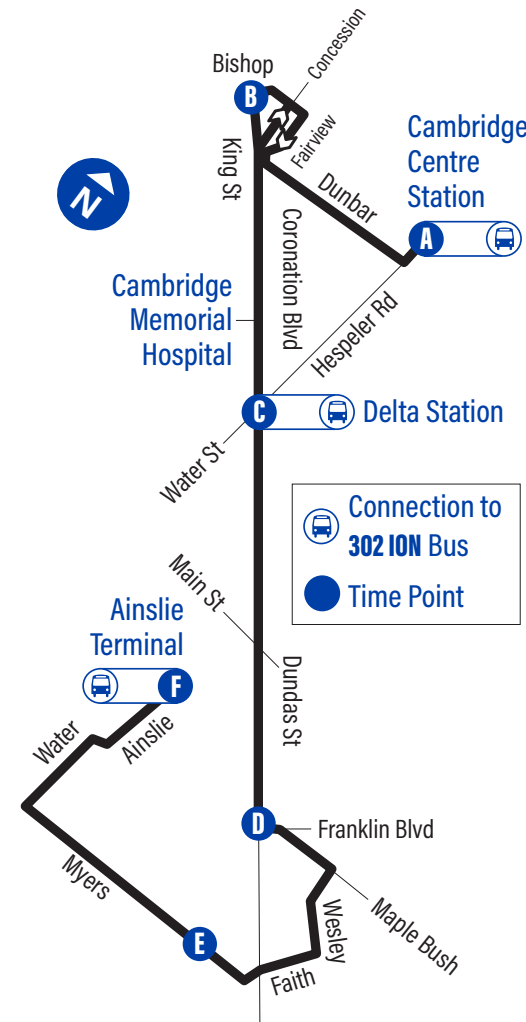 Concession
Bishop
B
Fairview
King St
Cambridge
Centre
Station
Dunbar
A
N
Coronation Blvd
Cambridge
Memorial
Hospital
Hespeler Rd
C
Delta Station
Water St
Connection to
302 ION Bus
Time Point
Main St
Ainslie
Terminal
F
Dundas St
Water
Ainslie
D
Franklin Blvd
Myers
Maple Bush
Wesley
E
Faith